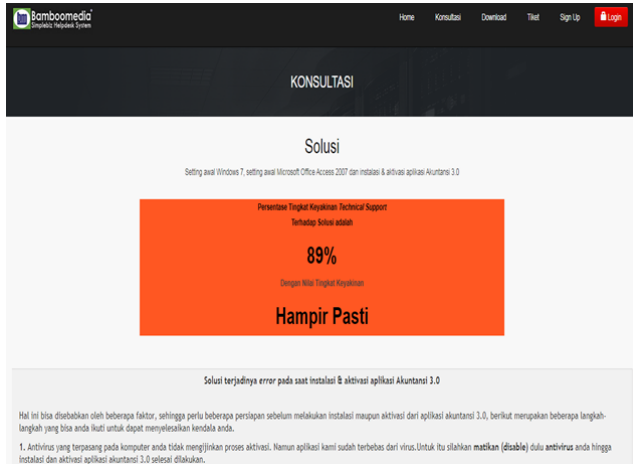 Bamboomedia
Simplebiz Helpdesk System
Home Konsultasi Download Tiket Sign Up Login
KONSULTASI
Solusi
Setting awal Windows 7, setting awal Microsoft Office Access 2007 dan instalasi & aktivasi aplikasi Akuntansi 3.0
Persentase Tingkat Keyakinan Technical Support
Terhadap Solusi adalah
89%
Dengan Nilai Tingkat Keyakinan
Hampir Pasti
Solusi terjadinya error pada saat instalasi & aktivasi aplikasi Akuntansi 3.0
Hal ini bisa disebabkan oleh beberapa faktor, sehingga perlu beberapa persiapan sebelum melakukan instalasi maupun aktivasi dari aplikasi akuntansi 3.0, berikut merupakan beberapa langkah-
langkah yang bisa anda ikuti untuk dapat menyelesaikan kendala anda.
1. Antivirus yang terpasang pada komputer anda tidak mengijinkan proses aktivasi. Namun aplikasi kami sudah terbebas dari virus.Untuk itu silahkan matikan (disable) dulu antivirus anda hingga
instalasi dan aktivasi aplikasi akuntansi 3.0 selesai dilakukan.